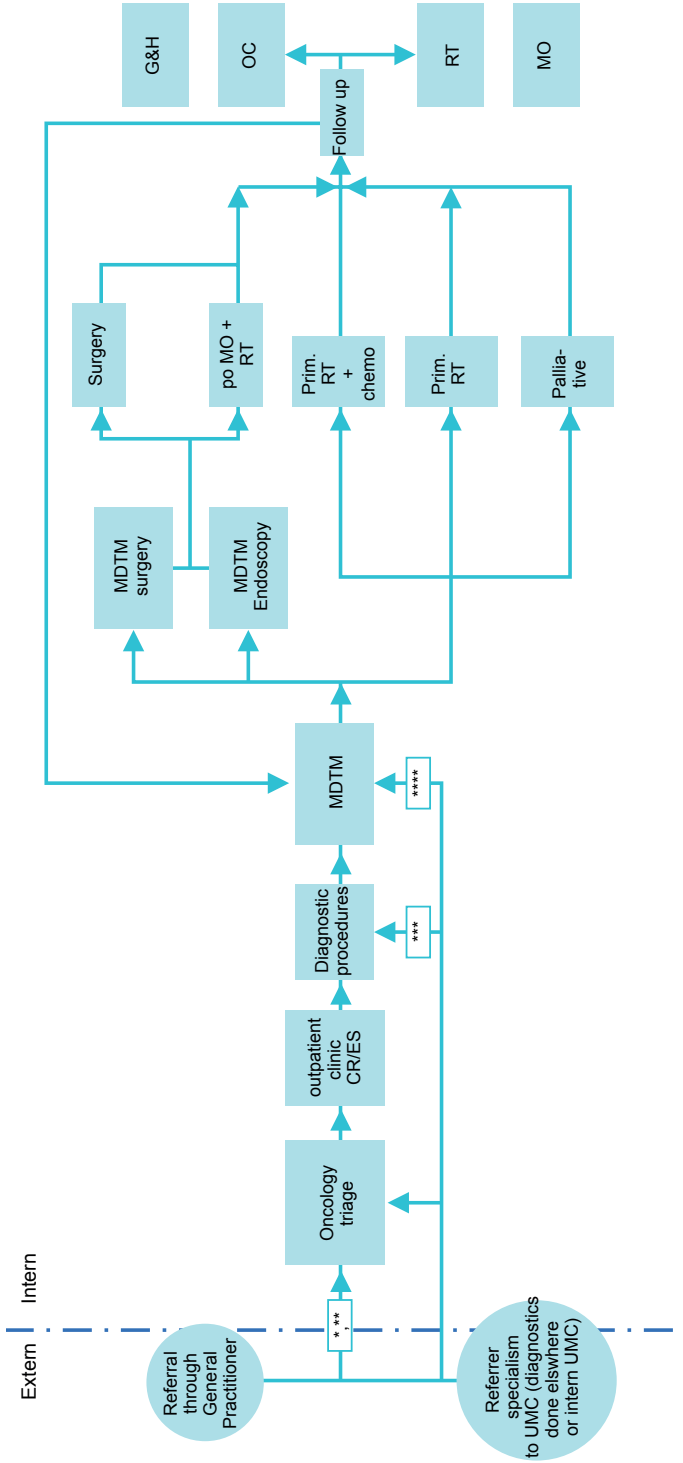 Extern
Intern
Referral
through
General
Practitioner
Referrer
specialism
to UMC (diagnostics
done elswhere
or intern UMC)
*,**
Oncology
triage
outpatient
clinic
CR/ES
Diagnostic
procedures
***
MDTM
****
MDTM
surgery
MDTM
Endoscopy
Surgery
po MO +
RT
Prim.
RT
+
chemo
Prim.
RT
Pallia-
tive
Follow up
G&H
OC
RT
MO